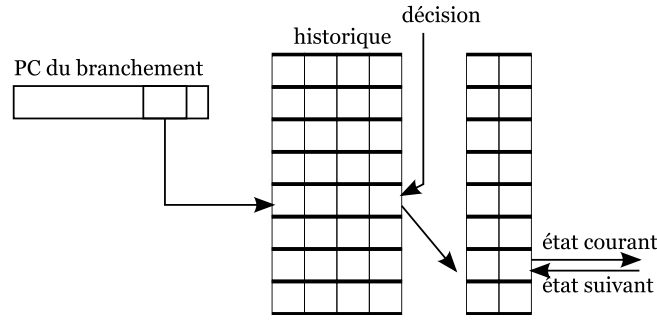 décision
historique
PC du branchement
état courant
état suivant